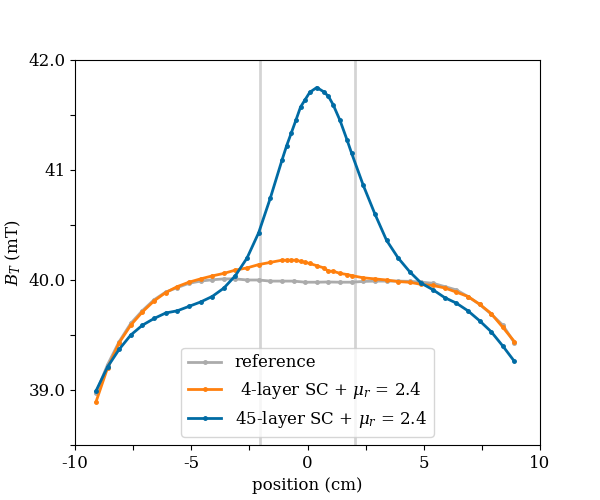 42.0
41
40.0
39.0
B_T (mT)
reference
4-layer SC + μ_r = 2.4
45-layer SC + μ_r = 2.4
-10 -5 0 5 10
position (cm)